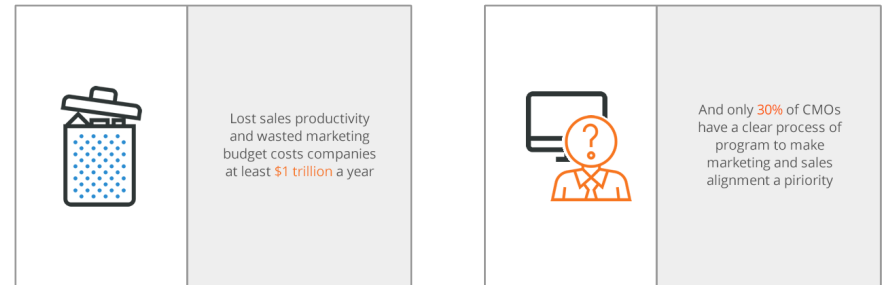 Lost sales productivity
and wasted marketing
budget costs companies
at least $1 trillion a year
?
And only 30% of CMOs
have a clear process of
program to make
marketing and sales
alignment a piriority